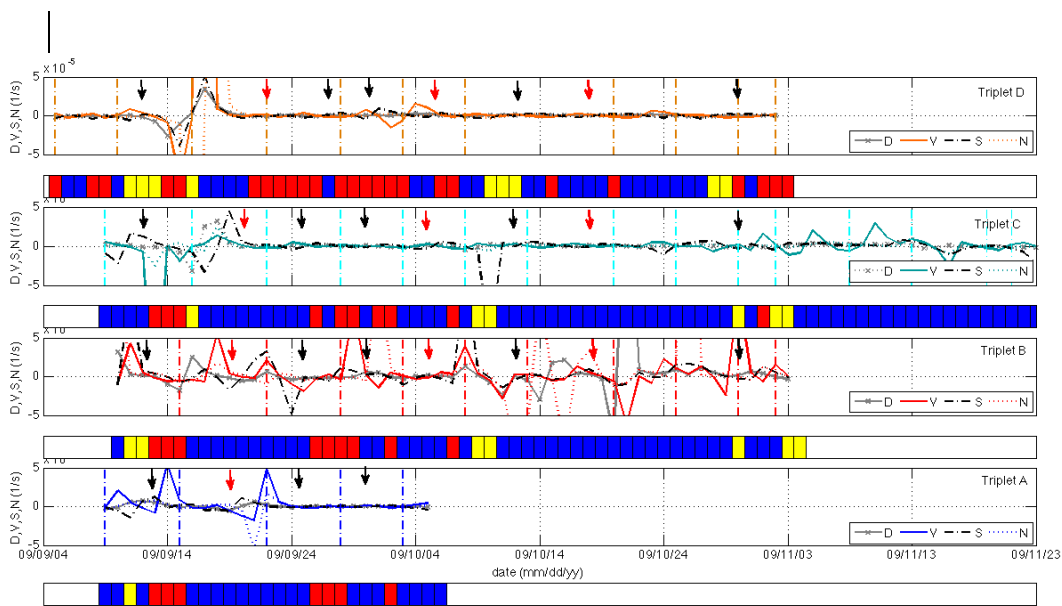 5 x 10^-5
D,V,S,N (1/s)
0
-5
Triplet D
D V S N
5
D,V,S,N (1/s)
0
-5
Triplet C
D V S N
5
D,V,S,N (1/s)
0
-5
Triplet B
D V S N
5
D,V,S,N (1/s)
0
-5
Triplet A
D V S N
09/09/04 09/09/14 09/09/24 09/10/04 09/10/14 09/10/24 09/11/03 09/11/13 09/11/23
date (mm/dd/yy)